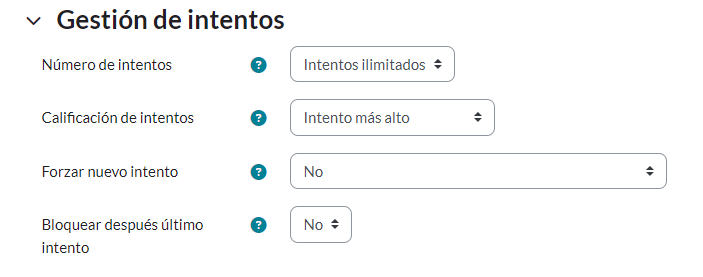 Gestión de intentos
Número de intentos ? Intentos ilimitados
Calificación de intentos ? Intento más alto
Forzar nuevo intento ? No
Bloquear después último ? No
intento